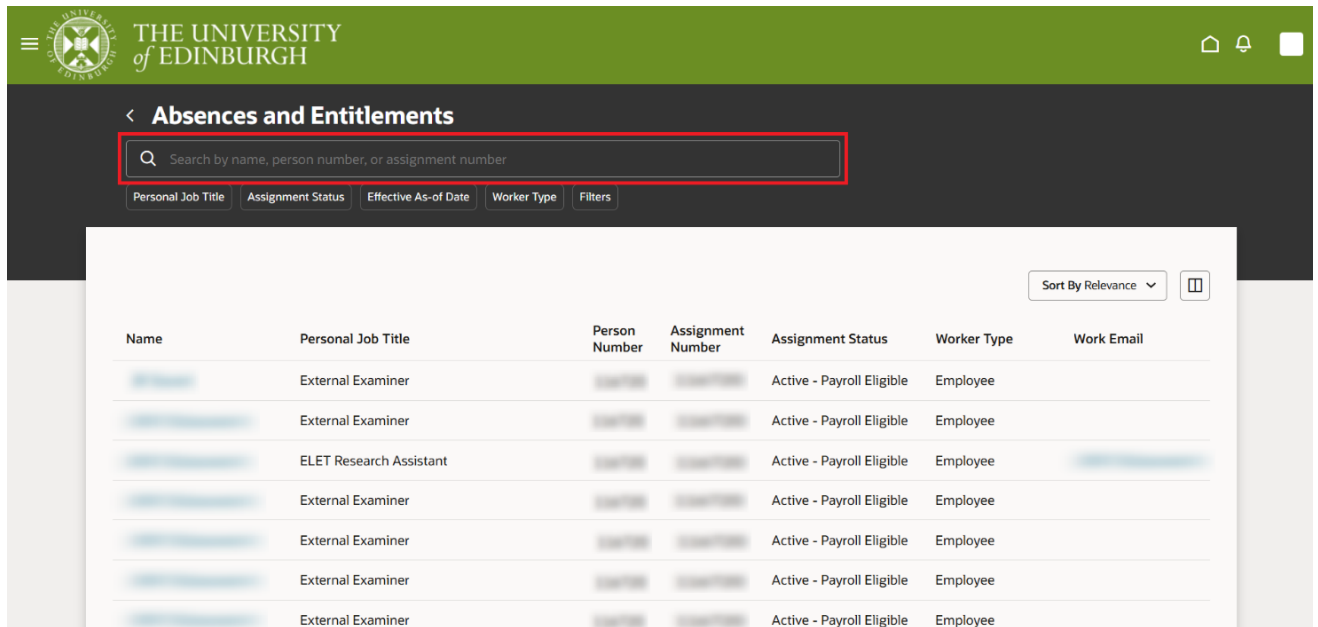 THE UNIVERSITY
of EDINBURGH
Absences and Entitlements
Search by name, person number, or assignment number
Personal Job Title Assignment Status Effective As-of Date Worker Type Filters
Sort By Relevance
Name Personal Job Title Person Number Assignment Number Assignment Status Worker Type Work Email
External Examiner Active - Payroll Eligible Employee
External Examiner Active - Payroll Eligible Employee
ELET Research Assistant Active - Payroll Eligible Employee
External Examiner Active - Payroll Eligible Employee
External Examiner Active - Payroll Eligible Employee
External Examiner Active - Payroll Eligible Employee
External Examiner Active - Payroll Eligible Employee